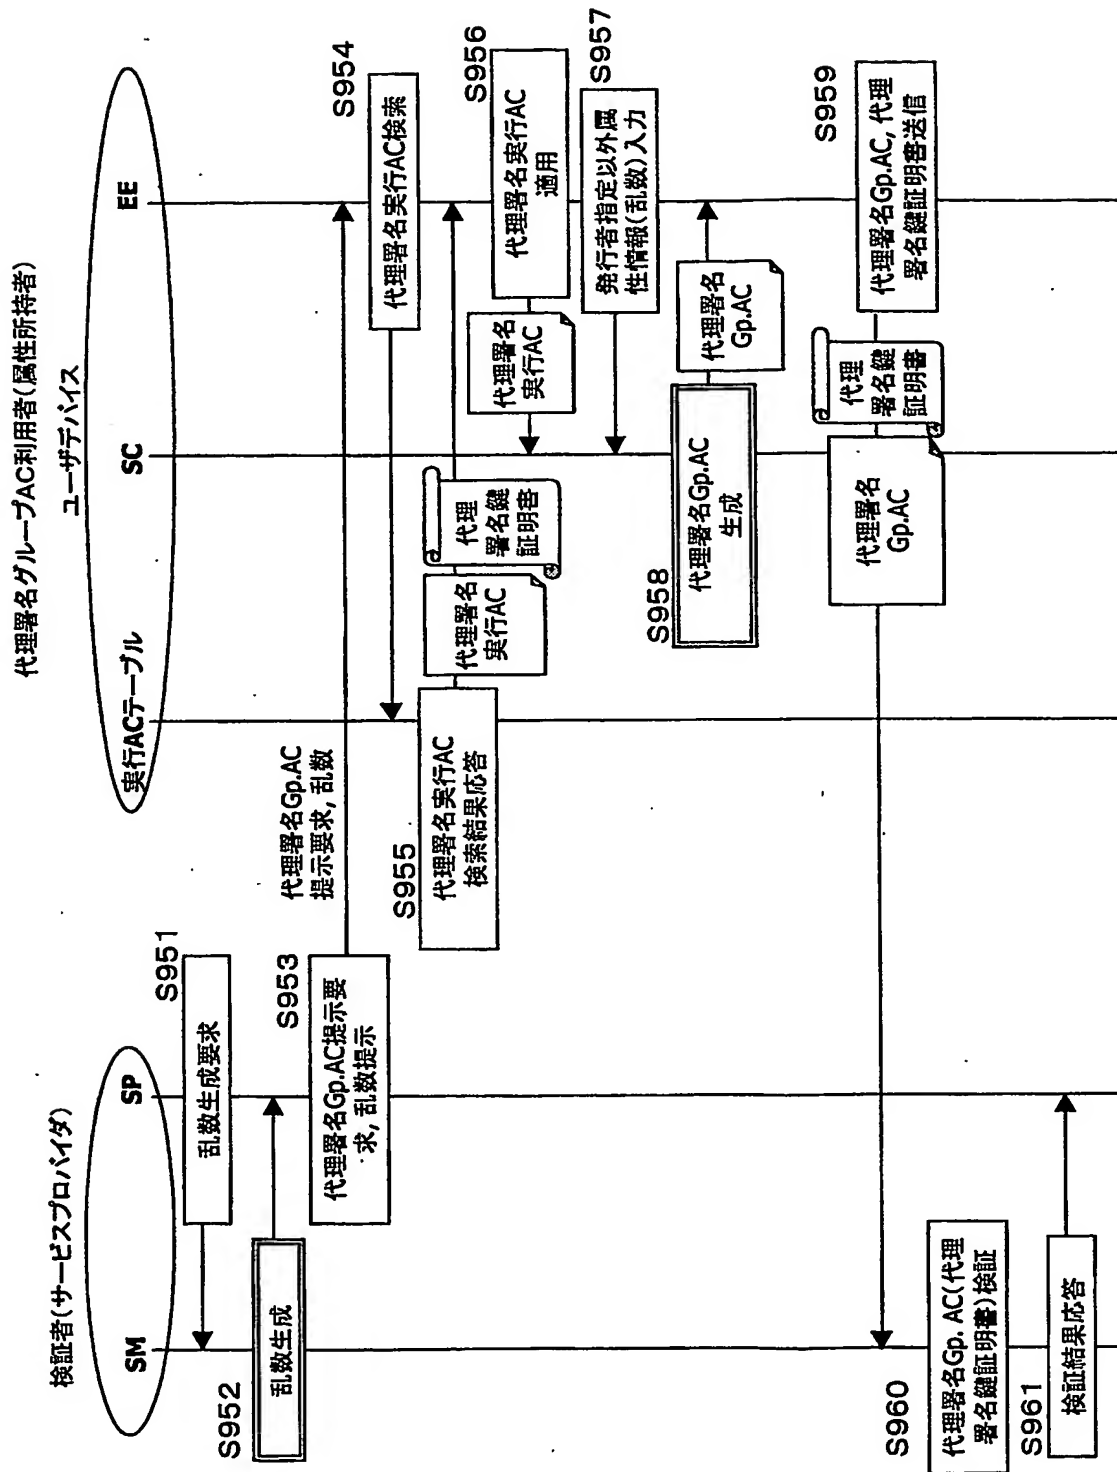 代理署名グループAC利用者(属性所持者)
ユーザデバイス
検証者(サービスプロバイダ)
SM
SP
実行ACテーブル
SC
EE
S951
乱数生成要求
S952
乱数生成
S953
代理署名Gp.AC提示要
求, 乱数提示
代理署名Gp.AC
提示要求, 乱数
S954
代理署名実行AC検索
S955
代理署名実行AC
検索結果応答
代理署名
実行AC
代理
署名鍵
証明書
S956
代理署名実行AC
適用
代理署名
実行AC
S957
発行者指定以外属
性情報(乱数)入力
S958
代理署名Gp.AC
生成
代理署名
Gp.AC
S959
代理署名Gp.AC, 代理
署名鍵証明書送信
代理
署名鍵
証明書
代理署名
Gp.AC
S960
代理署名Gp. AC(代理
署名鍵証明書)検証
S961
検証結果応答